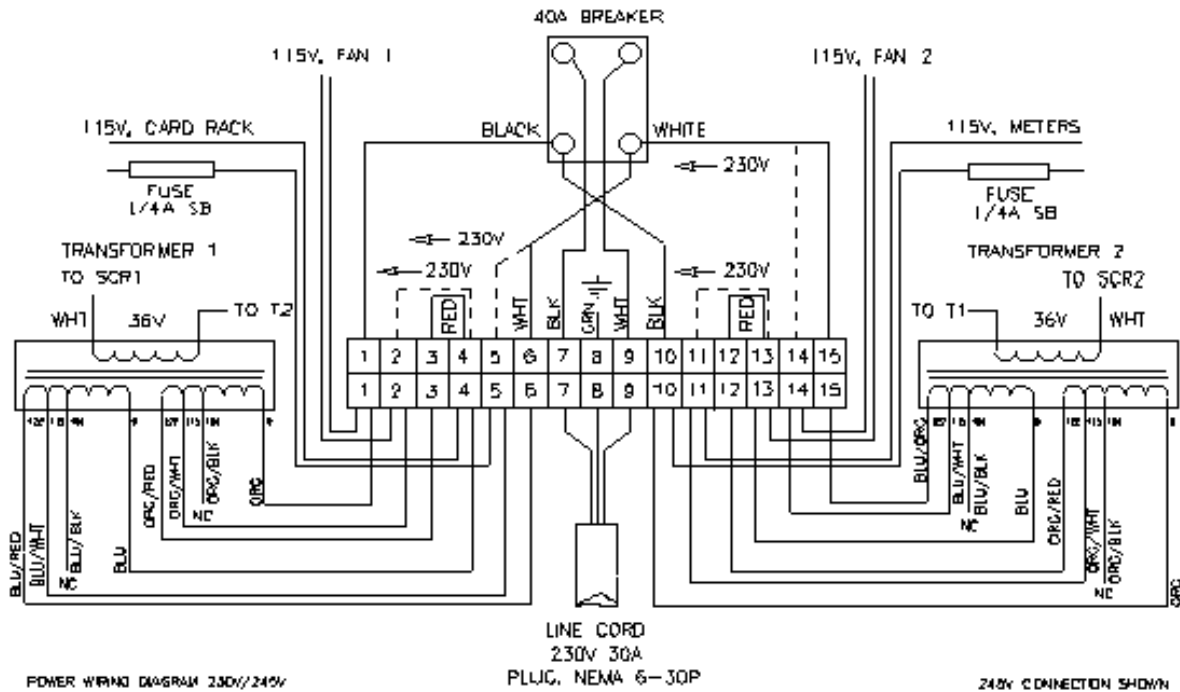 40A BREAKER
115V, FAN 1
115V, FAN 2
115V, CARD RACK
BLACK
WHITE
115V, METERS
FUSE
1/4A SB
230V
FUSE
1/4A SB
230V
230V
230V
TRANSFORMER 1
TO SCR1
TRANSFORMER 2
TO SCR2
WHT
36V
TO T2
RED
WHT
BLK
GRN
WHT
BLK
RED
TO T1
36V
WHT
1 2 3 4 5 6 7 8 9 10 11 12 13 14 15
1 2 3 4 5 6 7 8 9 10 11 12 13 14 15
BLU/RED
BLU/WHT
NC
BLU/BLK
BLU
ORG/RED
ORG/WHT
NC
ORG/BLK
ORG
BLU/ORG
BLU/WHT
NC
BLU/BLK
BLU
ORG/RED
ORG/WHT
NC
ORG/BLK
ORG
LINE CORD
230V 30A
PLUG, NEMA 6-30P
POWER WIRING DIAGRAM 230V/245V
CONNECTION SHOWN